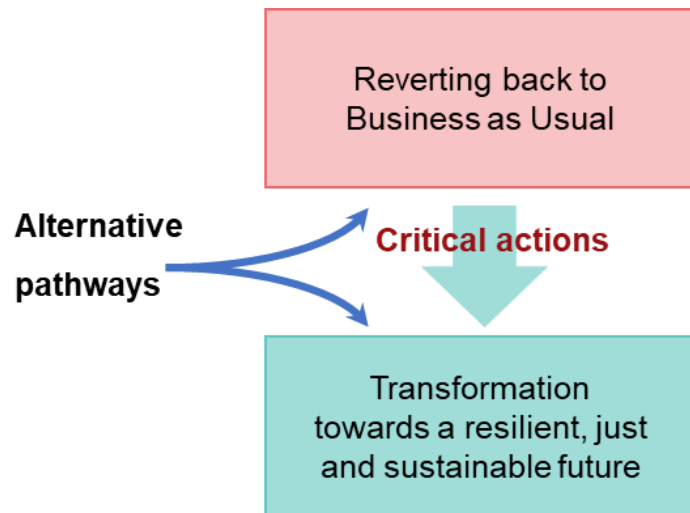 Reverting back to
Business as Usual
Alternative
pathways
Critical actions
Transformation
towards a resilient, just
and sustainable future